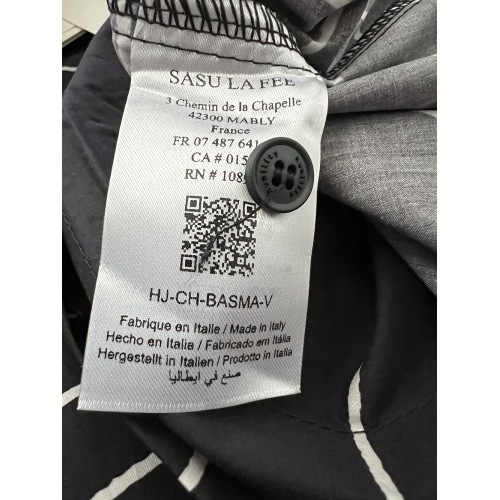 SASU LA FEE
3 Chemin de la Chapelle
42300 MABLY
France
FR 07 487 641
CA # 015
RN # 108
HJ-CH-BASMA-V
Fabrique en Italie / Made in Italy
Hecho en Italia / Fabricado em Itália
Hergestellt in Italien / Prodotto in Italia
صنع في ايطاليا